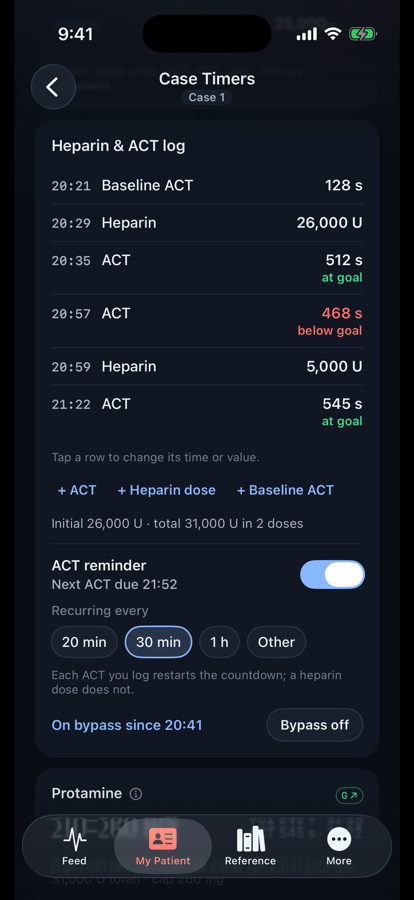 9:41
Case Timers
Case 1
Heparin & ACT log
20:21 Baseline ACT 128 s
20:29 Heparin 26,000 U
20:35 ACT 512 s
at goal
20:57 ACT 468 s
below goal
20:59 Heparin 5,000 U
21:22 ACT 545 s
at goal
Tap a row to change its time or value.
+ ACT + Heparin dose + Baseline ACT
Initial 26,000 U · total 31,000 U in 2 doses
ACT reminder
Next ACT due 21:52
Recurring every
20 min 30 min 1 h Other
Each ACT you log restarts the countdown; a heparin
dose does not.
On bypass since 20:41 Bypass off
Protamine G↗
Feed My Patient Reference More